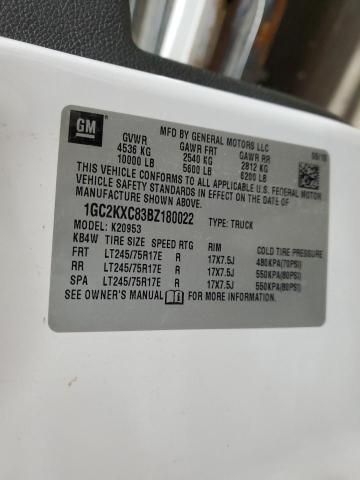 GM
MFD BY GENERAL MOTORS LLC
GVWR GAWR FRT GAWR RR
4536 KG 2540 KG 2812 KG
10000 LB 5600 LB 6200 LB
THIS VEHICLE CONFORMS TO ALL APPLICABLE U.S. FEDERAL MOTOR
VEHICLE SAFETY STANDARDS IN EFFECT ON THE DATE OF
MANUFACTURE SHOWN ABOVE.
1GC2KXC83BZ180022 TYPE: TRUCK
MODEL: K20953
KB4W TIRE SIZE SPEED RTG RIM COLD TIRE PRESSURE
FRT LT245/75R17E R 17X7.5J 480KPA(70PSI)
RR LT245/75R17E R 17X7.5J 550KPA(80PSI)
SPA LT245/75R17E R 17X7.5J 550KPA(80PSI)
SEE OWNER'S MANUAL FOR MORE INFORMATION